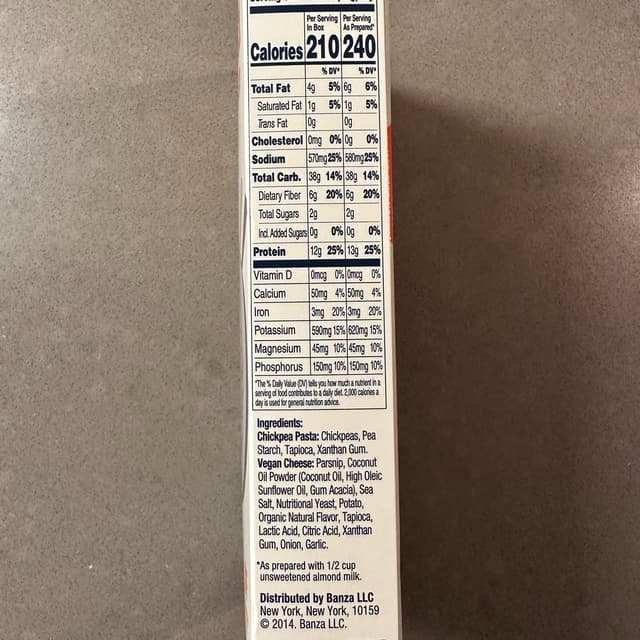 Per Serving In Box Per Serving As Prepared*
Calories 210 240
% DV* % DV*
Total Fat 4g 5% 6g 6%
Saturated Fat 1g 5% 1g 5%
Trans Fat 0g 0g
Cholesterol 0mg 0% 0g 0%
Sodium 570mg 25% 580mg 25%
Total Carb. 38g 14% 38g 14%
Dietary Fiber 6g 20% 6g 20%
Total Sugars 2g 2g
Incl. Added Sugars 0g 0% 0g 0%
Protein 12g 25% 13g 25%
Vitamin D 0mcg 0% 0mcg 0%
Calcium 50mg 4% 50mg 4%
Iron 3mg 20% 3mg 20%
Potassium 590mg 15% 620mg 15%
Magnesium 45mg 10% 45mg 10%
Phosphorus 150mg 10% 150mg 10%
*The % Daily Value (DV) tells you how much a nutrient in a
serving of food contributes to a daily diet. 2,000 calories a
day is used for general nutrition advice.
Ingredients:
Chickpea Pasta: Chickpeas, Pea
Starch, Tapioca, Xanthan Gum.
Vegan Cheese: Parsnip, Coconut
Oil Powder (Coconut Oil, High Oleic
Sunflower Oil, Gum Acacia), Sea
Salt, Nutritional Yeast, Potato,
Organic Natural Flavor, Tapioca,
Lactic Acid, Citric Acid, Xanthan
Gum, Onion, Garlic.
*As prepared with 1/2 cup
unsweetened almond milk.
Distributed by Banza LLC
New York, New York, 10159
© 2014. Banza LLC.